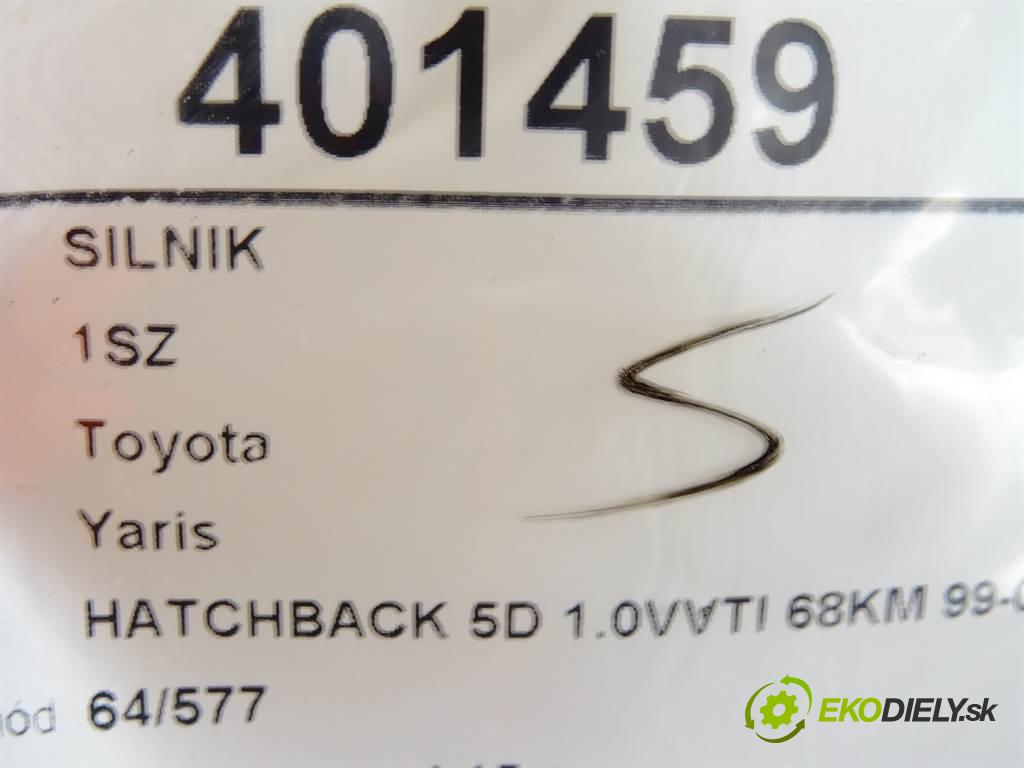 401459
SILNIK
1SZ
Toyota
Yaris
S
HATCHBACK 5D 1.0VVTI 68KM 99-
64/577
EKODIELY.sk